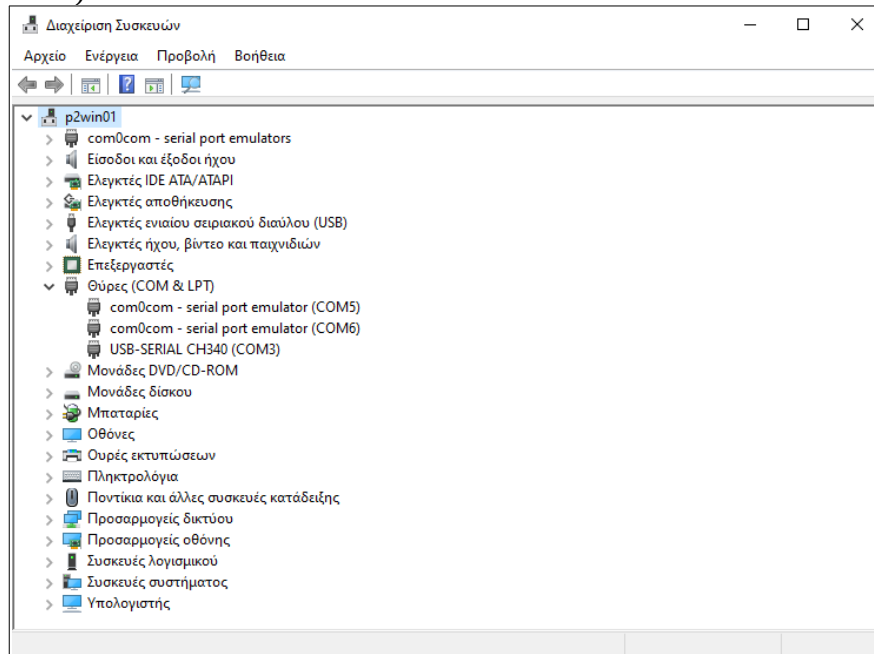 Διαχείριση Συσκευών
Αρχείο Ενέργεια Προβολή Βοήθεια
p2win01
com0com - serial port emulators
Είσοδοι και έξοδοι ήχου
Ελεγκτές IDE ATA/ATAPI
Ελεγκτές αποθήκευσης
Ελεγκτές ενιαίου σειριακού διαύλου (USB)
Ελεγκτές ήχου, βίντεο και παιχνιδιών
Επεξεργαστές
Θύρες (COM & LPT)
com0com - serial port emulator (COM5)
com0com - serial port emulator (COM6)
USB-SERIAL CH340 (COM3)
Μονάδες DVD/CD-ROM
Μονάδες δίσκου
Μπαταρίες
Οθόνες
Ουρές εκτυπώσεων
Πληκτρολόγια
Ποντίκια και άλλες συσκευές κατάδειξης
Προσαρμογείς δικτύου
Προσαρμογείς οθόνης
Συσκευές λογισμικού
Συσκευές συστήματος
Υπολογιστής